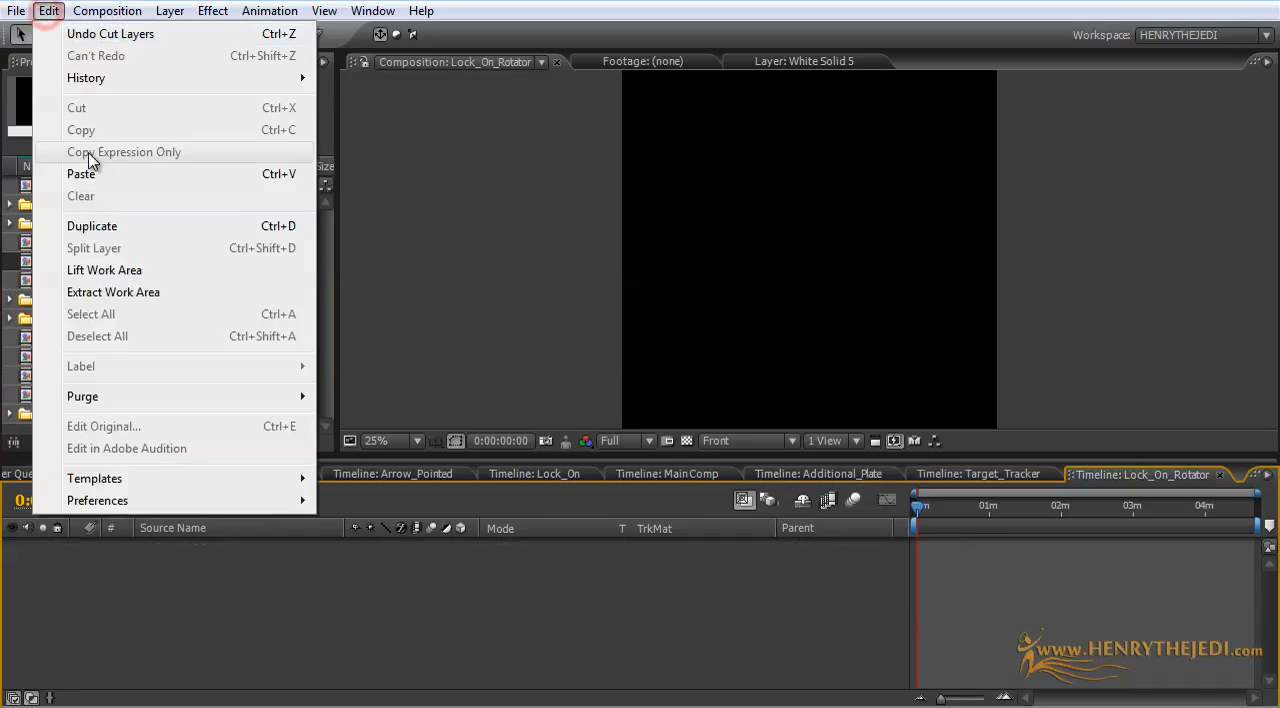 File Edit Composition Layer Effect Animation View Window Help
Workspace: HENRYTHEJEDI
Undo Cut Layers Ctrl+Z
Can't Redo Ctrl+Shift+Z
History
Cut Ctrl+X
Copy Ctrl+C
Copy Expression Only
Paste Ctrl+V
Clear
Duplicate Ctrl+D
Split Layer Ctrl+Shift+D
Lift Work Area
Extract Work Area
Select All Ctrl+A
Deselect All Ctrl+Shift+A
Label
Purge
Edit Original... Ctrl+E
Edit in Adobe Audition
Templates
Preferences
Composition: Lock_On_Rotator Footage: (none) Layer: White Solid 5
Size
25% 0:00:00:00 Full Front 1 View
er Que Timeline: Arrow_Pointed Timeline: Lock_On Timeline: MainComp Timeline: Additional_Plate Timeline: Target_Tracker Timeline: Lock_On_Rotator
01m 02m 03m 04m
# Source Name Mode T TrkMat Parent
www.HENRYTHEJEDI.com